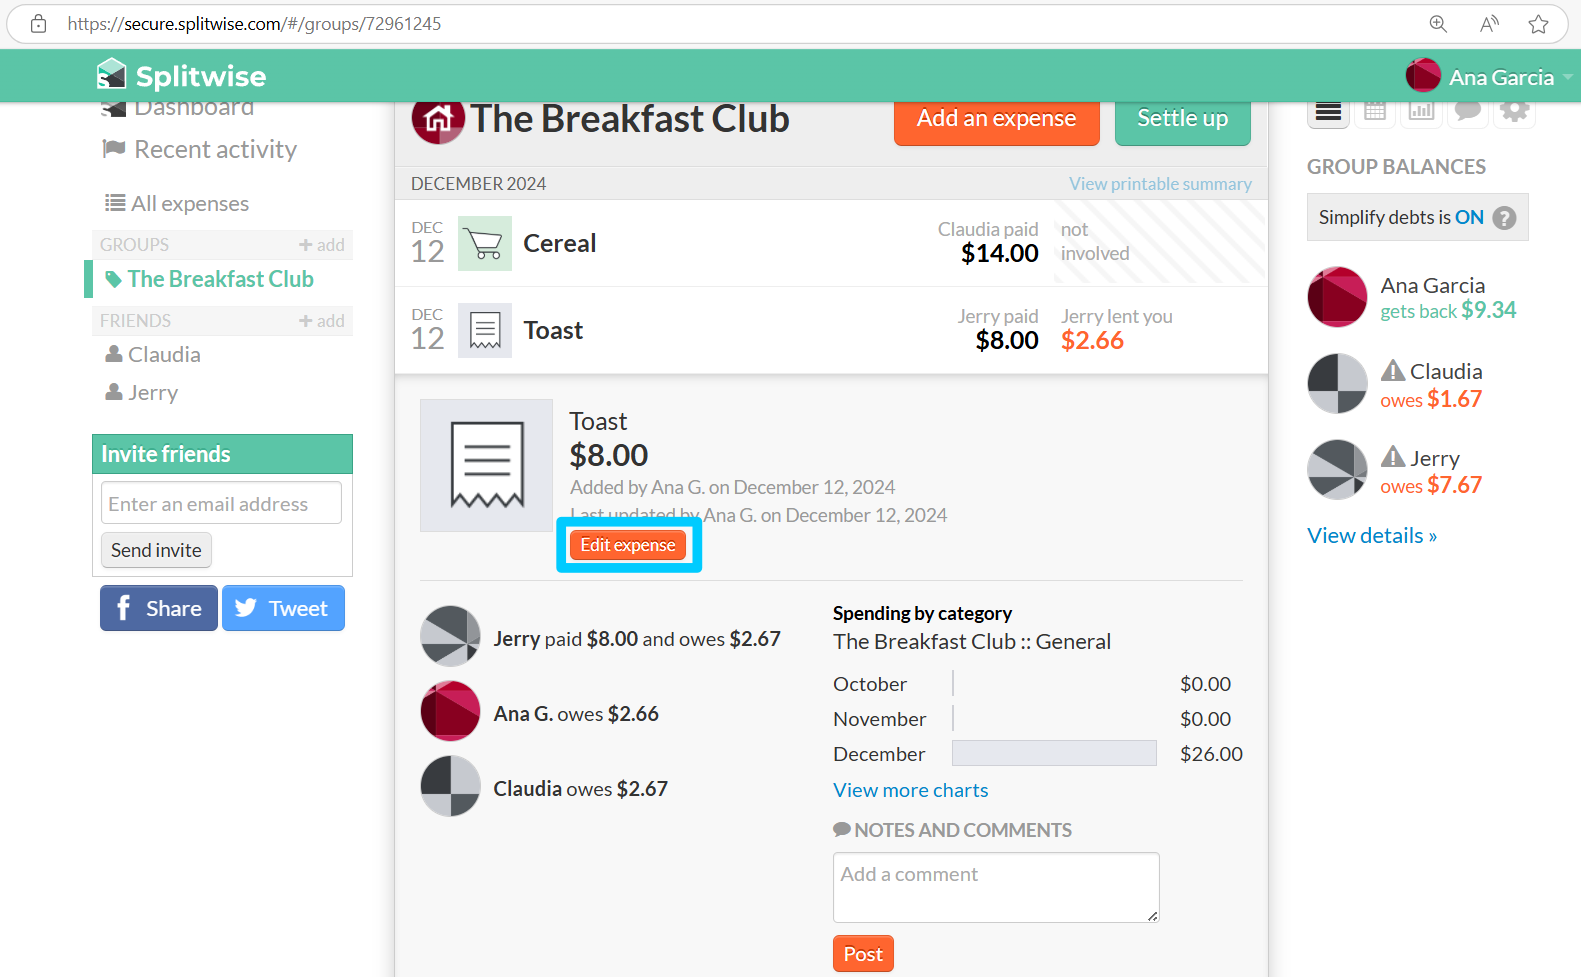 https://secure.splitwise.com/#/groups/72961245
Splitwise
Ana Garcia
Dashboard
Recent activity
All expenses
GROUPS
+ add
The Breakfast Club
FRIENDS
+ add
Claudia
Jerry
Invite friends
Enter an email address
Send invite
Share
Tweet
The Breakfast Club
Add an expense
Settle up
DECEMBER 2024
View printable summary
DEC
12
Cereal
Claudia paid
$14.00
not
involved
DEC
12
Toast
Jerry paid
$8.00
Jerry lent you
$2.66
Toast
$8.00
Added by Ana G. on December 12, 2024
Last updated by Ana G. on December 12, 2024
Edit expense
Jerry paid $8.00 and owes $2.67
Ana G. owes $2.66
Claudia owes $2.67
Spending by category
The Breakfast Club :: General
October $0.00
November $0.00
December $26.00
View more charts
NOTES AND COMMENTS
Add a comment
Post
GROUP BALANCES
Simplify debts is ON ?
Ana Garcia
gets back $9.34
Claudia
owes $1.67
Jerry
owes $7.67
View details »